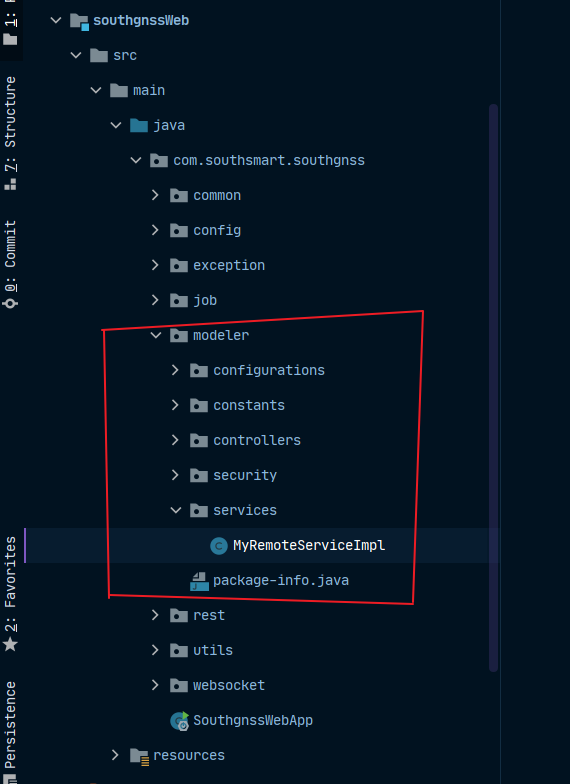 southgnssWeb
src
main
java
com.southsmart.southgnss
common
config
exception
job
modeler
configurations
constants
controllers
security
services
MyRemoteServiceImpl
package-info.java
rest
utils
websocket
SouthgnssWebApp
resources
1:
7: Structure
0: Commit
2: Favorites
Persistence